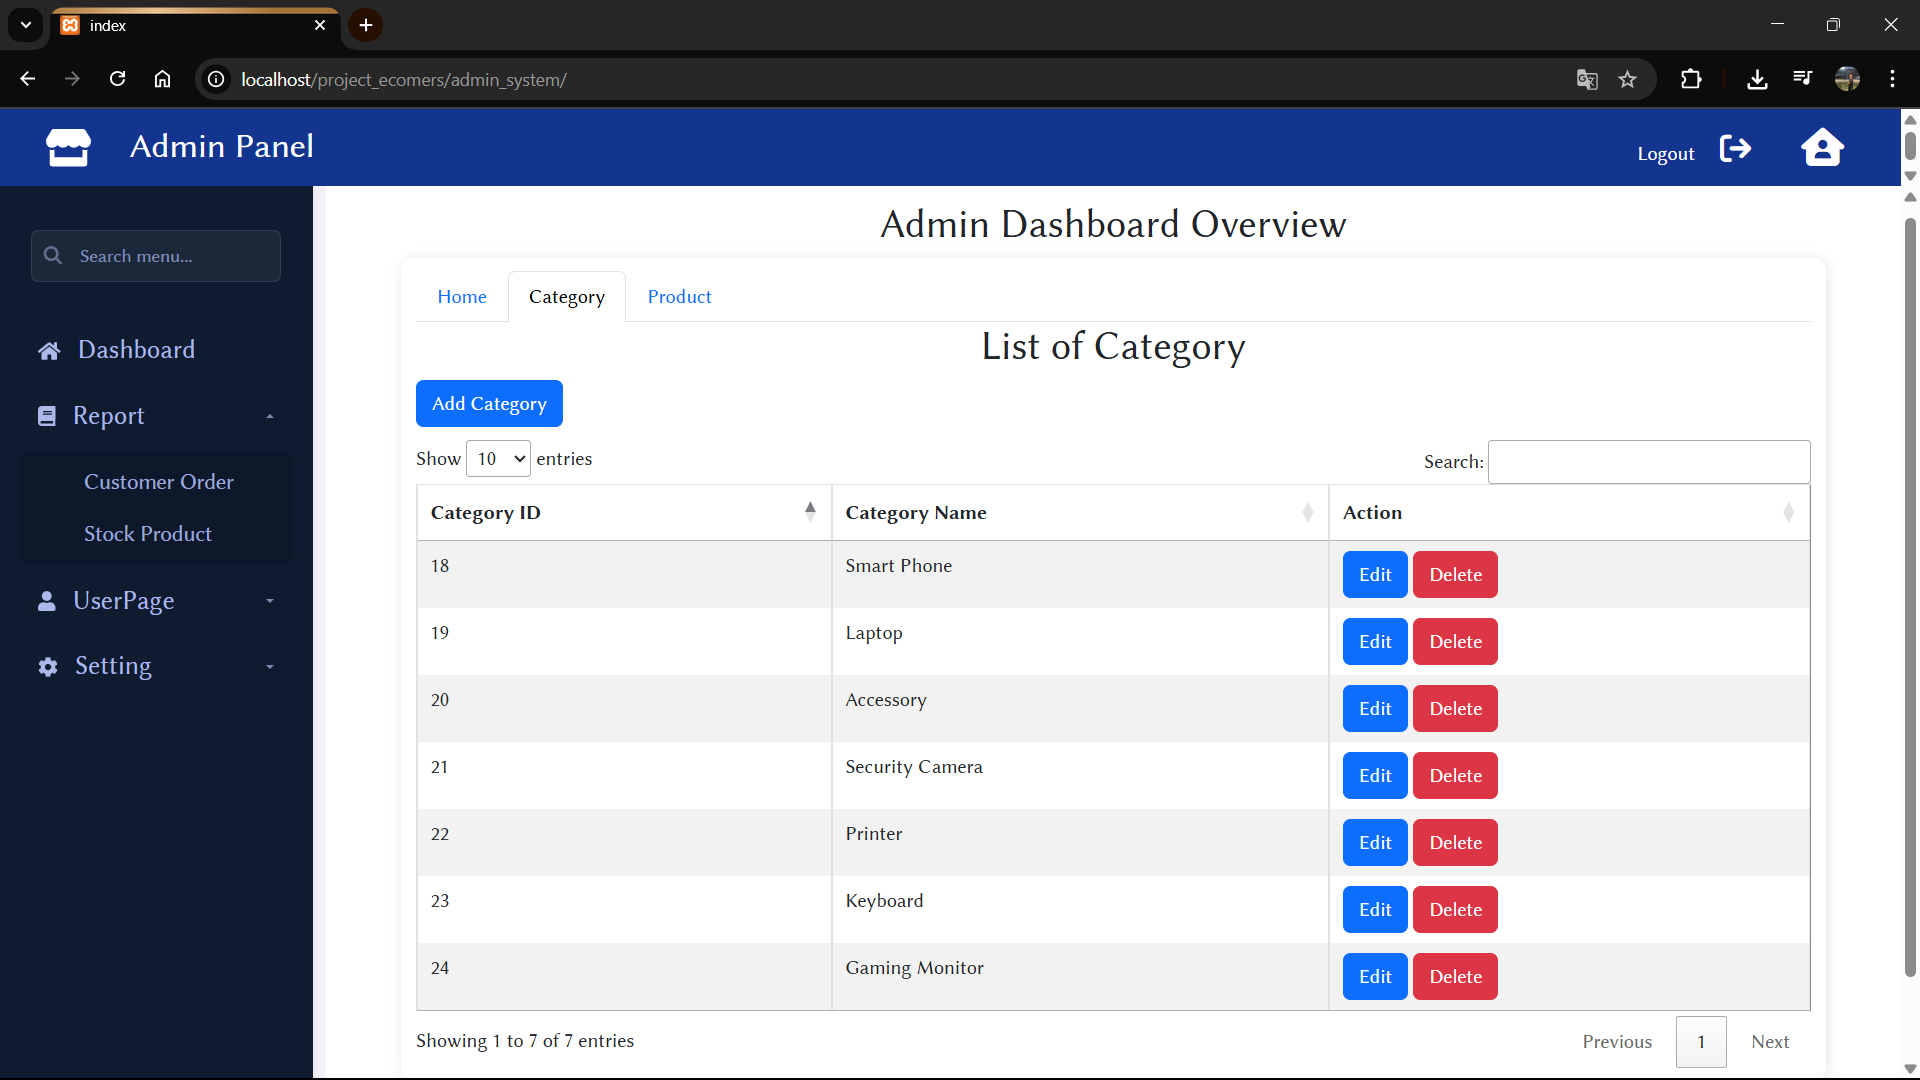 index
localhost/project_ecomers/admin_system/
Admin Panel
Logout
Search menu...
Dashboard
Report
Customer Order
Stock Product
UserPage
Setting
Admin Dashboard Overview
Home Category Product
List of Category
Add Category
Show 10 entries
Search:
Category ID Category Name Action
18 Smart Phone Edit Delete
19 Laptop Edit Delete
20 Accessory Edit Delete
21 Security Camera Edit Delete
22 Printer Edit Delete
23 Keyboard Edit Delete
24 Gaming Monitor Edit Delete
Showing 1 to 7 of 7 entries
Previous 1 Next